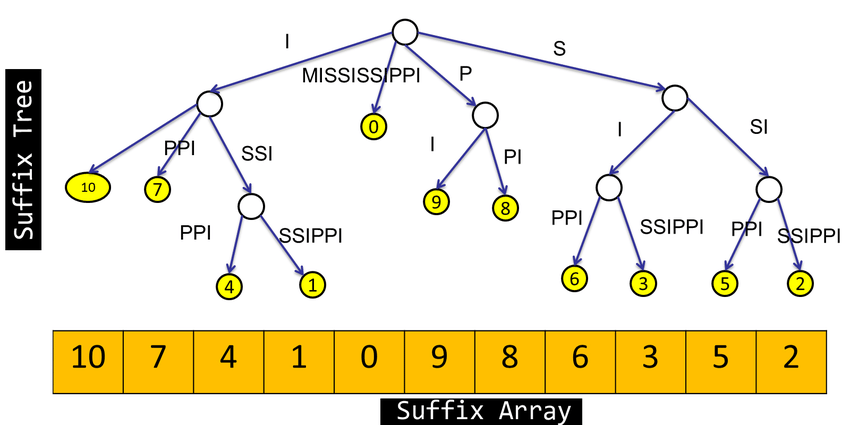 Suffix Tree
I
S
MISSISSIPPI
P
0
I
SI
PPI
SSI
I
PI
10
7
9
8
PPI
SSIPPI
PPI
SSIPPI
PPI
SSIPPI
4
1
6
3
5
2
10 7 4 1 0 9 8 6 3 5 2
Suffix Array